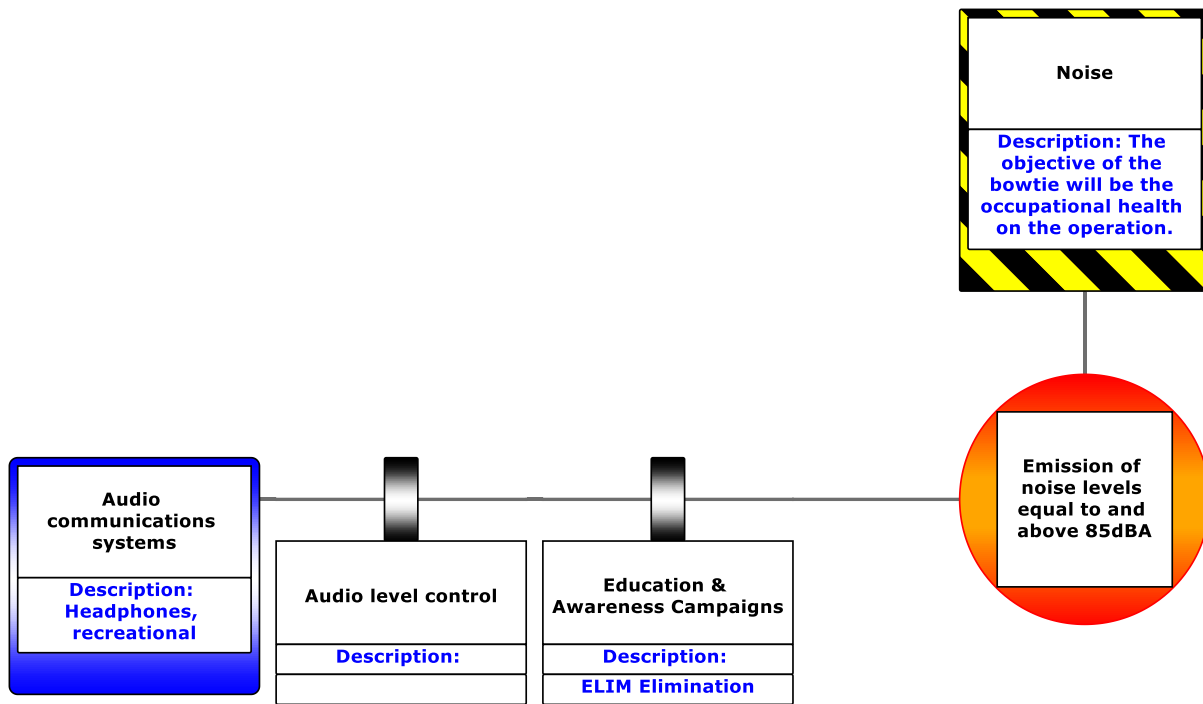 Noise
Description: The
objective of the
bowtie will be the
occupational health
on the operation.
Emission of
noise levels
equal to and
above 85dBA
Audio
communications
systems
Description:
Headphones,
recreational
Audio level control
Description:
Education &
Awareness Campaigns
Description:
ELIM Elimination